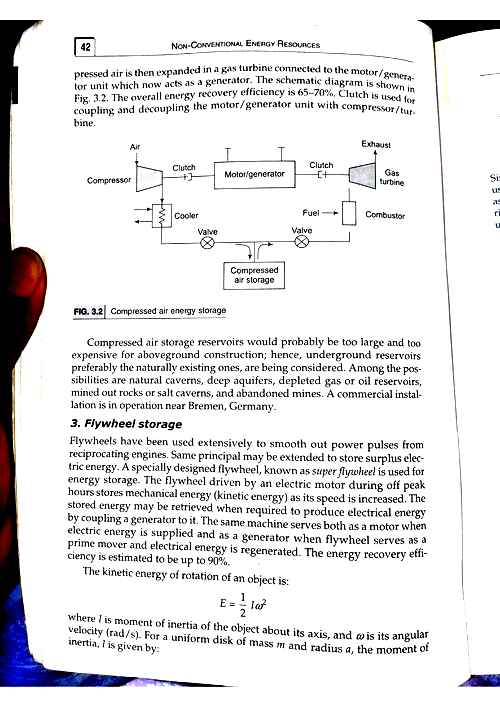 42
NON-CONVENTIONAL ENERGY RESOURCES
pressed air is then expanded in a gas turbine connected to the motor/genera-
tor unit which now acts as a generator. The schematic diagram is shown in
Fig. 3.2. The overall energy recovery efficiency is 65–70%. Clutch is used for
coupling and decoupling the motor/generator unit with compressor/tur-
bine.
Air
Exhaust
Clutch
Clutch
Compressor
Motor/generator
Gas
turbine
Cooler
Fuel
Combustor
Valve
Valve
Compressed
air storage
FIG. 3.2 Compressed air energy storage
Compressed air storage reservoirs would probably be too large and too
expensive for aboveground construction; hence, underground reservoirs
preferably the naturally existing ones, are being considered. Among the pos-
sibilities are natural caverns, deep aquifers, depleted gas or oil reservoirs,
mined out rocks or salt caverns, and abandoned mines. A commercial instal-
lation is in operation near Bremen, Germany.
3. Flywheel storage
Flywheels have been used extensively to smooth out power pulses from
reciprocating engines. Same principal may be extended to store surplus elec-
tric energy. A specially designed flywheel, known as super flywheel is used for
energy storage. The flywheel driven by an electric motor during off peak
hours stores mechanical energy (kinetic energy) as its speed is increased. The
stored energy may be retrieved when required to produce electrical energy
by coupling a generator to it. The same machine serves both as a motor when
electric energy is supplied and as a generator when flywheel serves as a
prime mover and electrical energy is regenerated. The energy recovery effi-
ciency is estimated to be up to 90%.
The kinetic energy of rotation of an object is:
E = 1/2 Iω²
where I is moment of inertia of the object about its axis, and ω is its angular
velocity (rad/s). For a uniform disk of mass m and radius a, the moment of
inertia, I is given by: